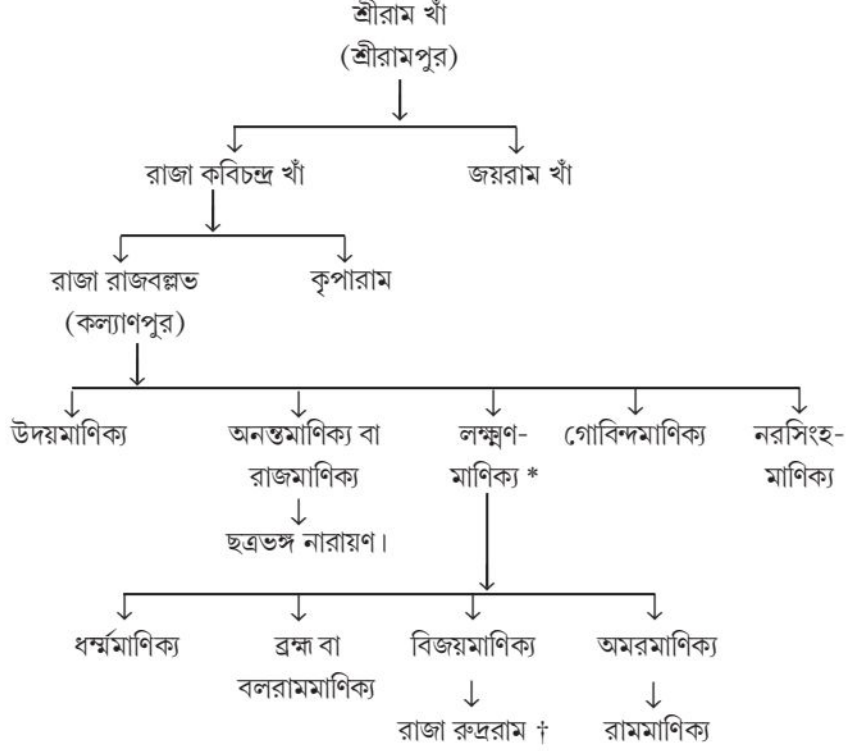 শ্রীরাম খাঁ
(শ্রীরামপুর)
রাজা কবিচন্দ্র খাঁ জয়রাম খাঁ
রাজা রাজবল্লভ কৃপারাম
(কল্যাণপুর)
উদয়মাণিক্য অনন্তমাণিক্য বা লক্ষ্মণ- গোবিন্দমাণিক্য নরসিংহ-
রাজমাণিক্য মাণিক্য * মাণিক্য
ছত্রভঙ্গ নারায়ণ।
ধর্ম্মমাণিক্য ব্রহ্ম বা বিজয়মাণিক্য অমরমাণিক্য
বলরামমাণিক্য
রাজা রুদ্ররাম † রামমাণিক্য